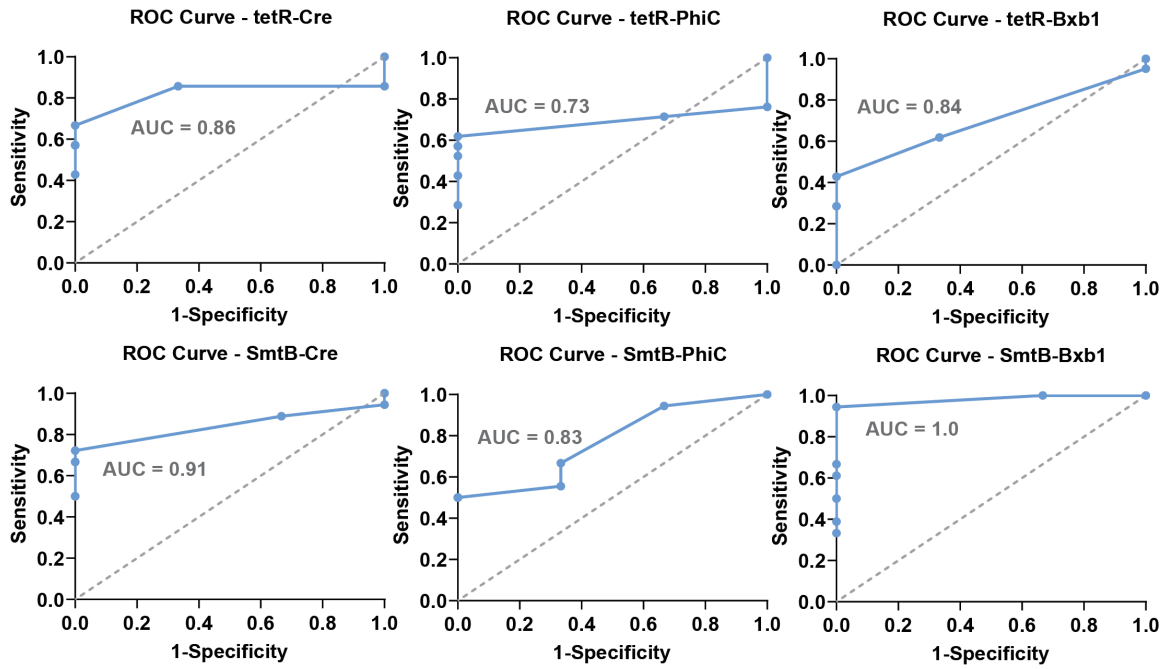 ROC Curve - tetR-Cre
1.0
0.8
0.6
0.4
0.2
0.0
Sensitivity
AUC = 0.86
0.0 0.2 0.4 0.6 0.8 1.0
1-Specificity
ROC Curve - tetR-PhiC
1.0
0.8
0.6
0.4
0.2
0.0
Sensitivity
AUC = 0.73
0.0 0.2 0.4 0.6 0.8 1.0
1-Specificity
ROC Curve - tetR-Bxb1
1.0
0.8
0.6
0.4
0.2
0.0
Sensitivity
AUC = 0.84
0.0 0.2 0.4 0.6 0.8 1.0
1-Specificity
ROC Curve - SmtB-Cre
1.0
0.8
0.6
0.4
0.2
0.0
Sensitivity
AUC = 0.91
0.0 0.2 0.4 0.6 0.8 1.0
1-Specificity
ROC Curve - SmtB-PhiC
1.0
0.8
0.6
0.4
0.2
0.0
Sensitivity
AUC = 0.83
0.0 0.2 0.4 0.6 0.8 1.0
1-Specificity
ROC Curve - SmtB-Bxb1
1.0
0.8
0.6
0.4
0.2
0.0
Sensitivity
AUC = 1.0
0.0 0.2 0.4 0.6 0.8 1.0
1-Specificity